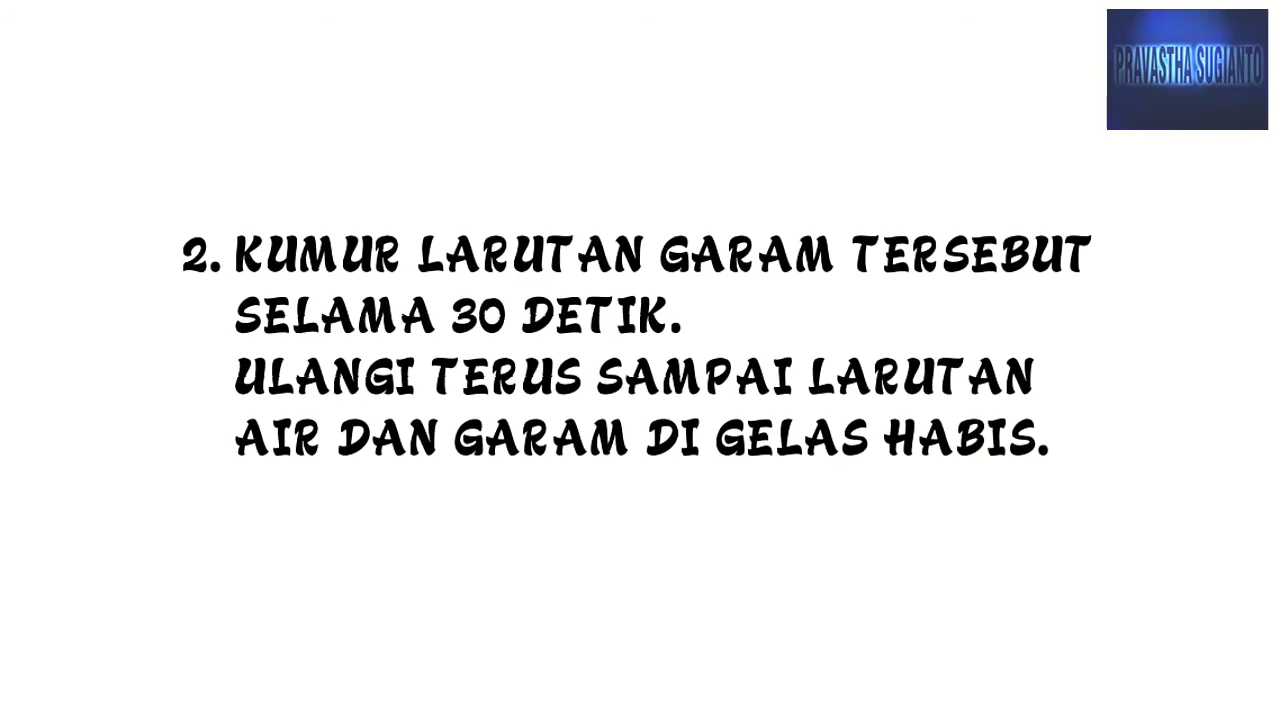 PRAVASTHA SUGIANTO
2. KUMUR LARUTAN GARAM TERSEBUT
SELAMA 30 DETIK.
ULANGI TERUS SAMPAI LARUTAN
AIR DAN GARAM DI GELAS HABIS.